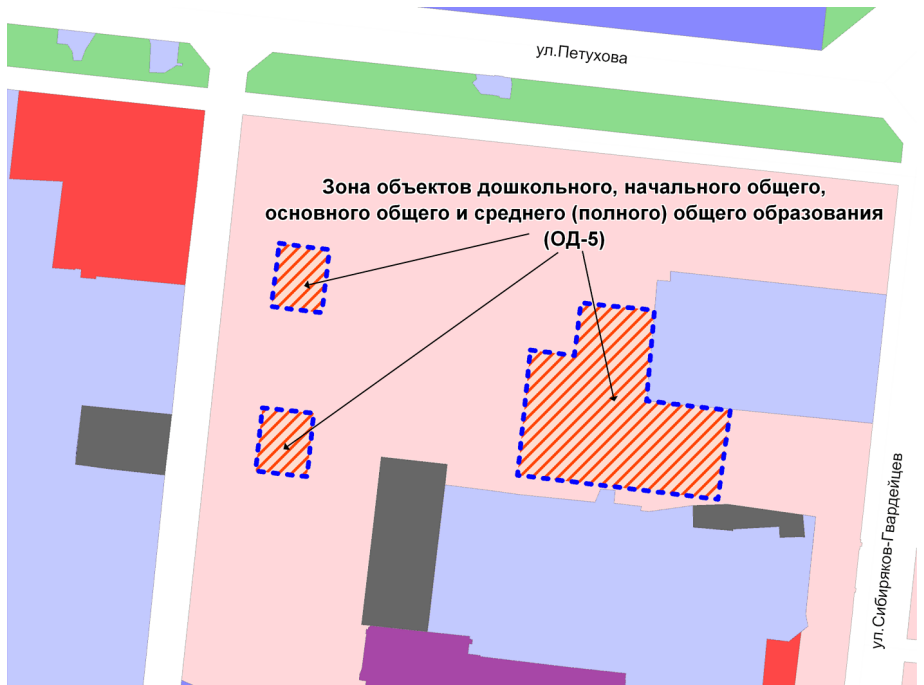 ул.Петухова
Зона объектов дошкольного, начального общего,
основного общего и среднего (полного) общего образования
(ОД-5)
ул.Сибиряков-Гвардейцев